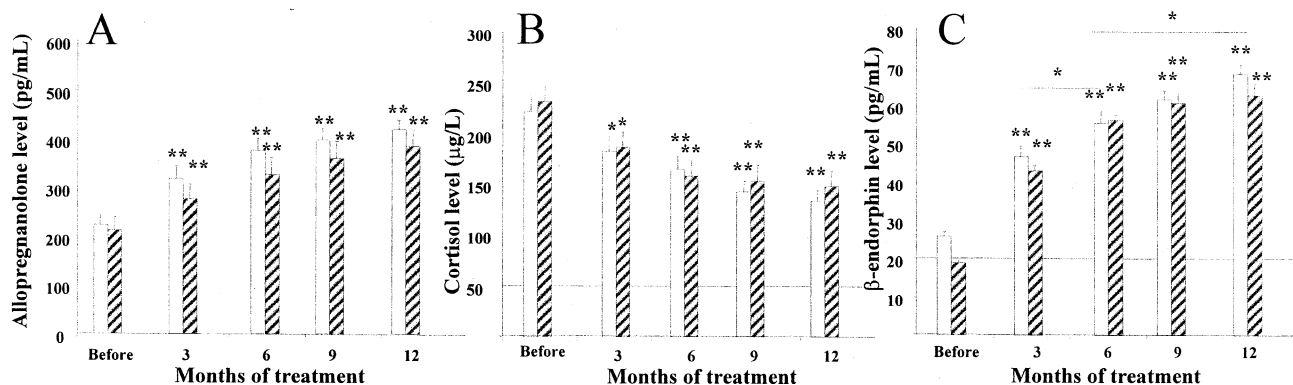 A
Allopregnanolone level (pg/mL)
600
500
400
300
200
100
0
** ** ** ** ** ** ** **
Before 3 6 9 12
Months of treatment
B
Cortisol level (µg/L)
300
250
200
150
100
50
* * ** ** ** ** ** **
Before 3 6 9 12
Months of treatment
C
β-endorphin level (pg/mL)
80
70
60
50
40
30
20
10
*
*
** ** ** ** ** ** ** **
Before 3 6 9 12
Months of treatment